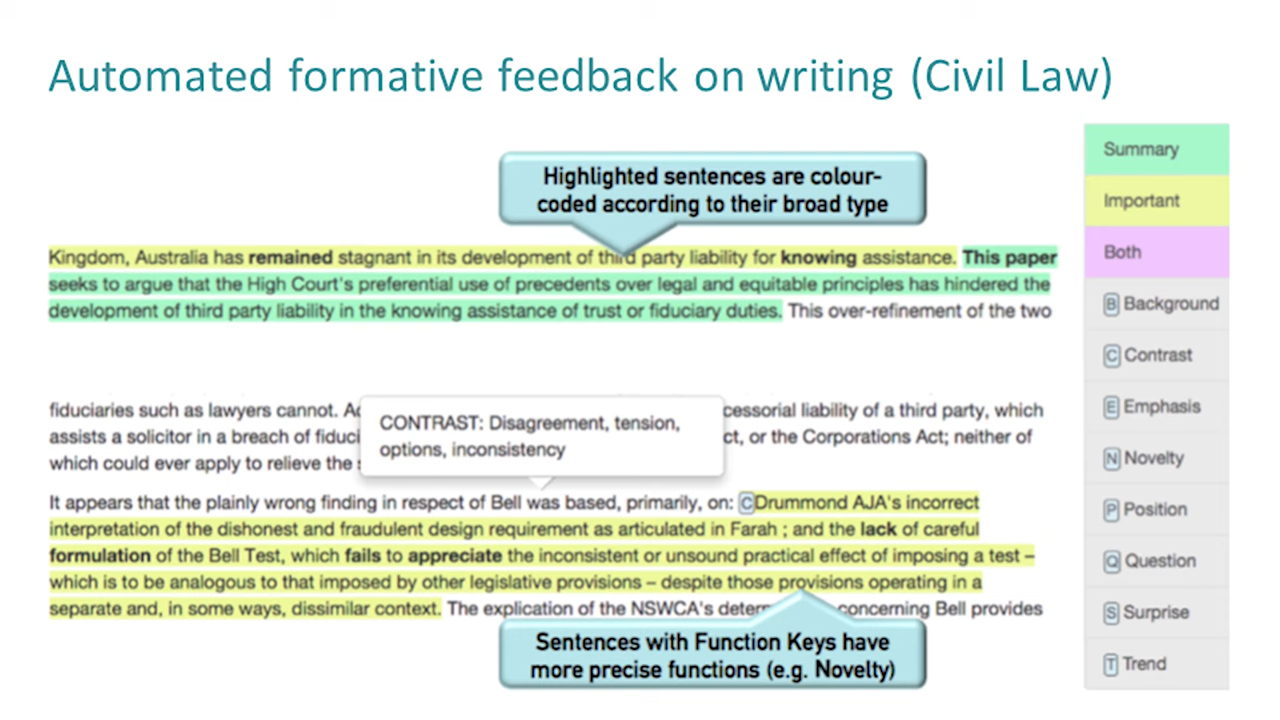 Automated formative feedback on writing (Civil Law)
Highlighted sentences are colour-
coded according to their broad type
Kingdom, Australia has remained stagnant in its development of third party liability for knowing assistance. This paper
seeks to argue that the High Court's preferential use of precedents over legal and equitable principles has hindered the
development of third party liability in the knowing assistance of trust or fiduciary duties. This over-refinement of the two
fiduciaries such as lawyers cannot. cessorial liability of a third party, which
assists a solicitor in a breach of fiduci ct, or the Corporations Act; neither of
which could ever apply to relieve the
CONTRAST: Disagreement, tension,
options, inconsistency
It appears that the plainly wrong finding in respect of Bell was based, primarily, on: C Drummond AJA's incorrect
interpretation of the dishonest and fraudulent design requirement as articulated in Farah ; and the lack of careful
formulation of the Bell Test, which fails to appreciate the inconsistent or unsound practical effect of imposing a test –
which is to be analogous to that imposed by other legislative provisions – despite those provisions operating in a
separate and, in some ways, dissimilar context. The explication of the NSWCA's deter concerning Bell provides
Sentences with Function Keys have
more precise functions (e.g. Novelty)
Summary
Important
Both
B Background
C Contrast
E Emphasis
N Novelty
P Position
Q Question
S Surprise
T Trend